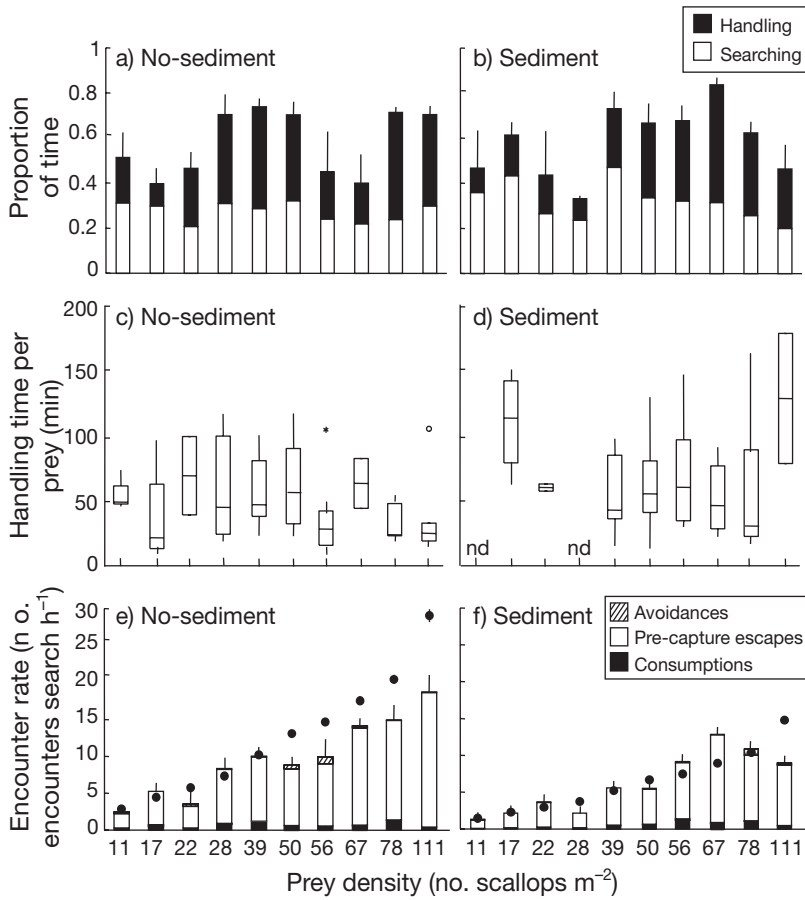 Handling
Searching
a) No-sediment
b) Sediment
Proportion
of time
1
0.8
0.6
0.4
0.2
0
c) No-sediment
d) Sediment
Handling time per
prey (min)
200
150
100
50
0
nd
nd
e) No-sediment
f) Sediment
Avoidances
Pre-capture escapes
Consumptions
Encounter rate (n o.
encounters search h⁻¹)
30
25
20
15
10
5
0
11 17 22 28 39 50 56 67 78 111
11 17 22 28 39 50 56 67 78 111
Prey density (no. scallops m⁻²)